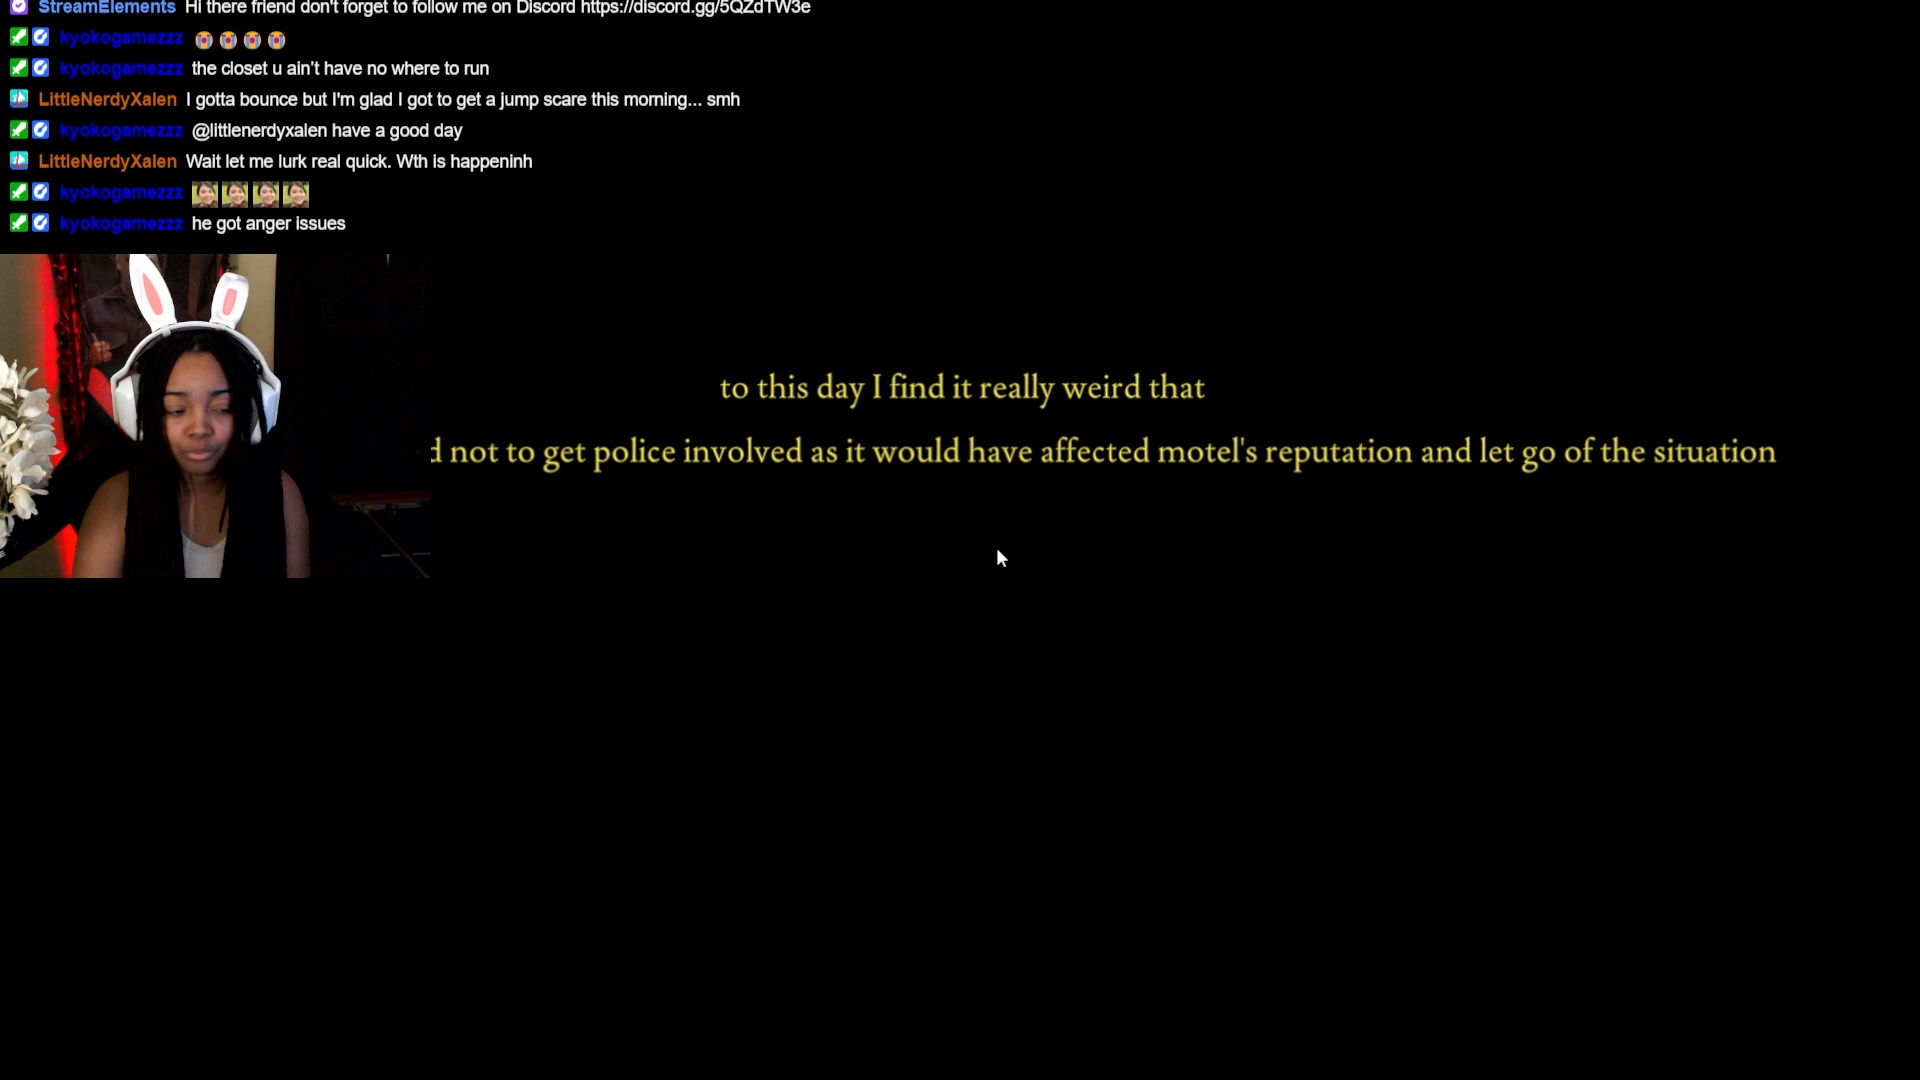 StreamElements Hi there friend don't forget to follow me on Discord https://discord.gg/5QZdTW3e
kyokogamezzz
kyokogamezzz the closet u ain't have no where to run
LittleNerdyXalen I gotta bounce but I'm glad I got to get a jump scare this morning... smh
kyokogamezzz @littlenerdyxalen have a good day
LittleNerdyXalen Wait let me lurk real quick. Wth is happeninh
kyokogamezzz
kyokogamezzz he got anger issues
to this day I find it really weird that
d not to get police involved as it would have affected motel's reputation and let go of the situation